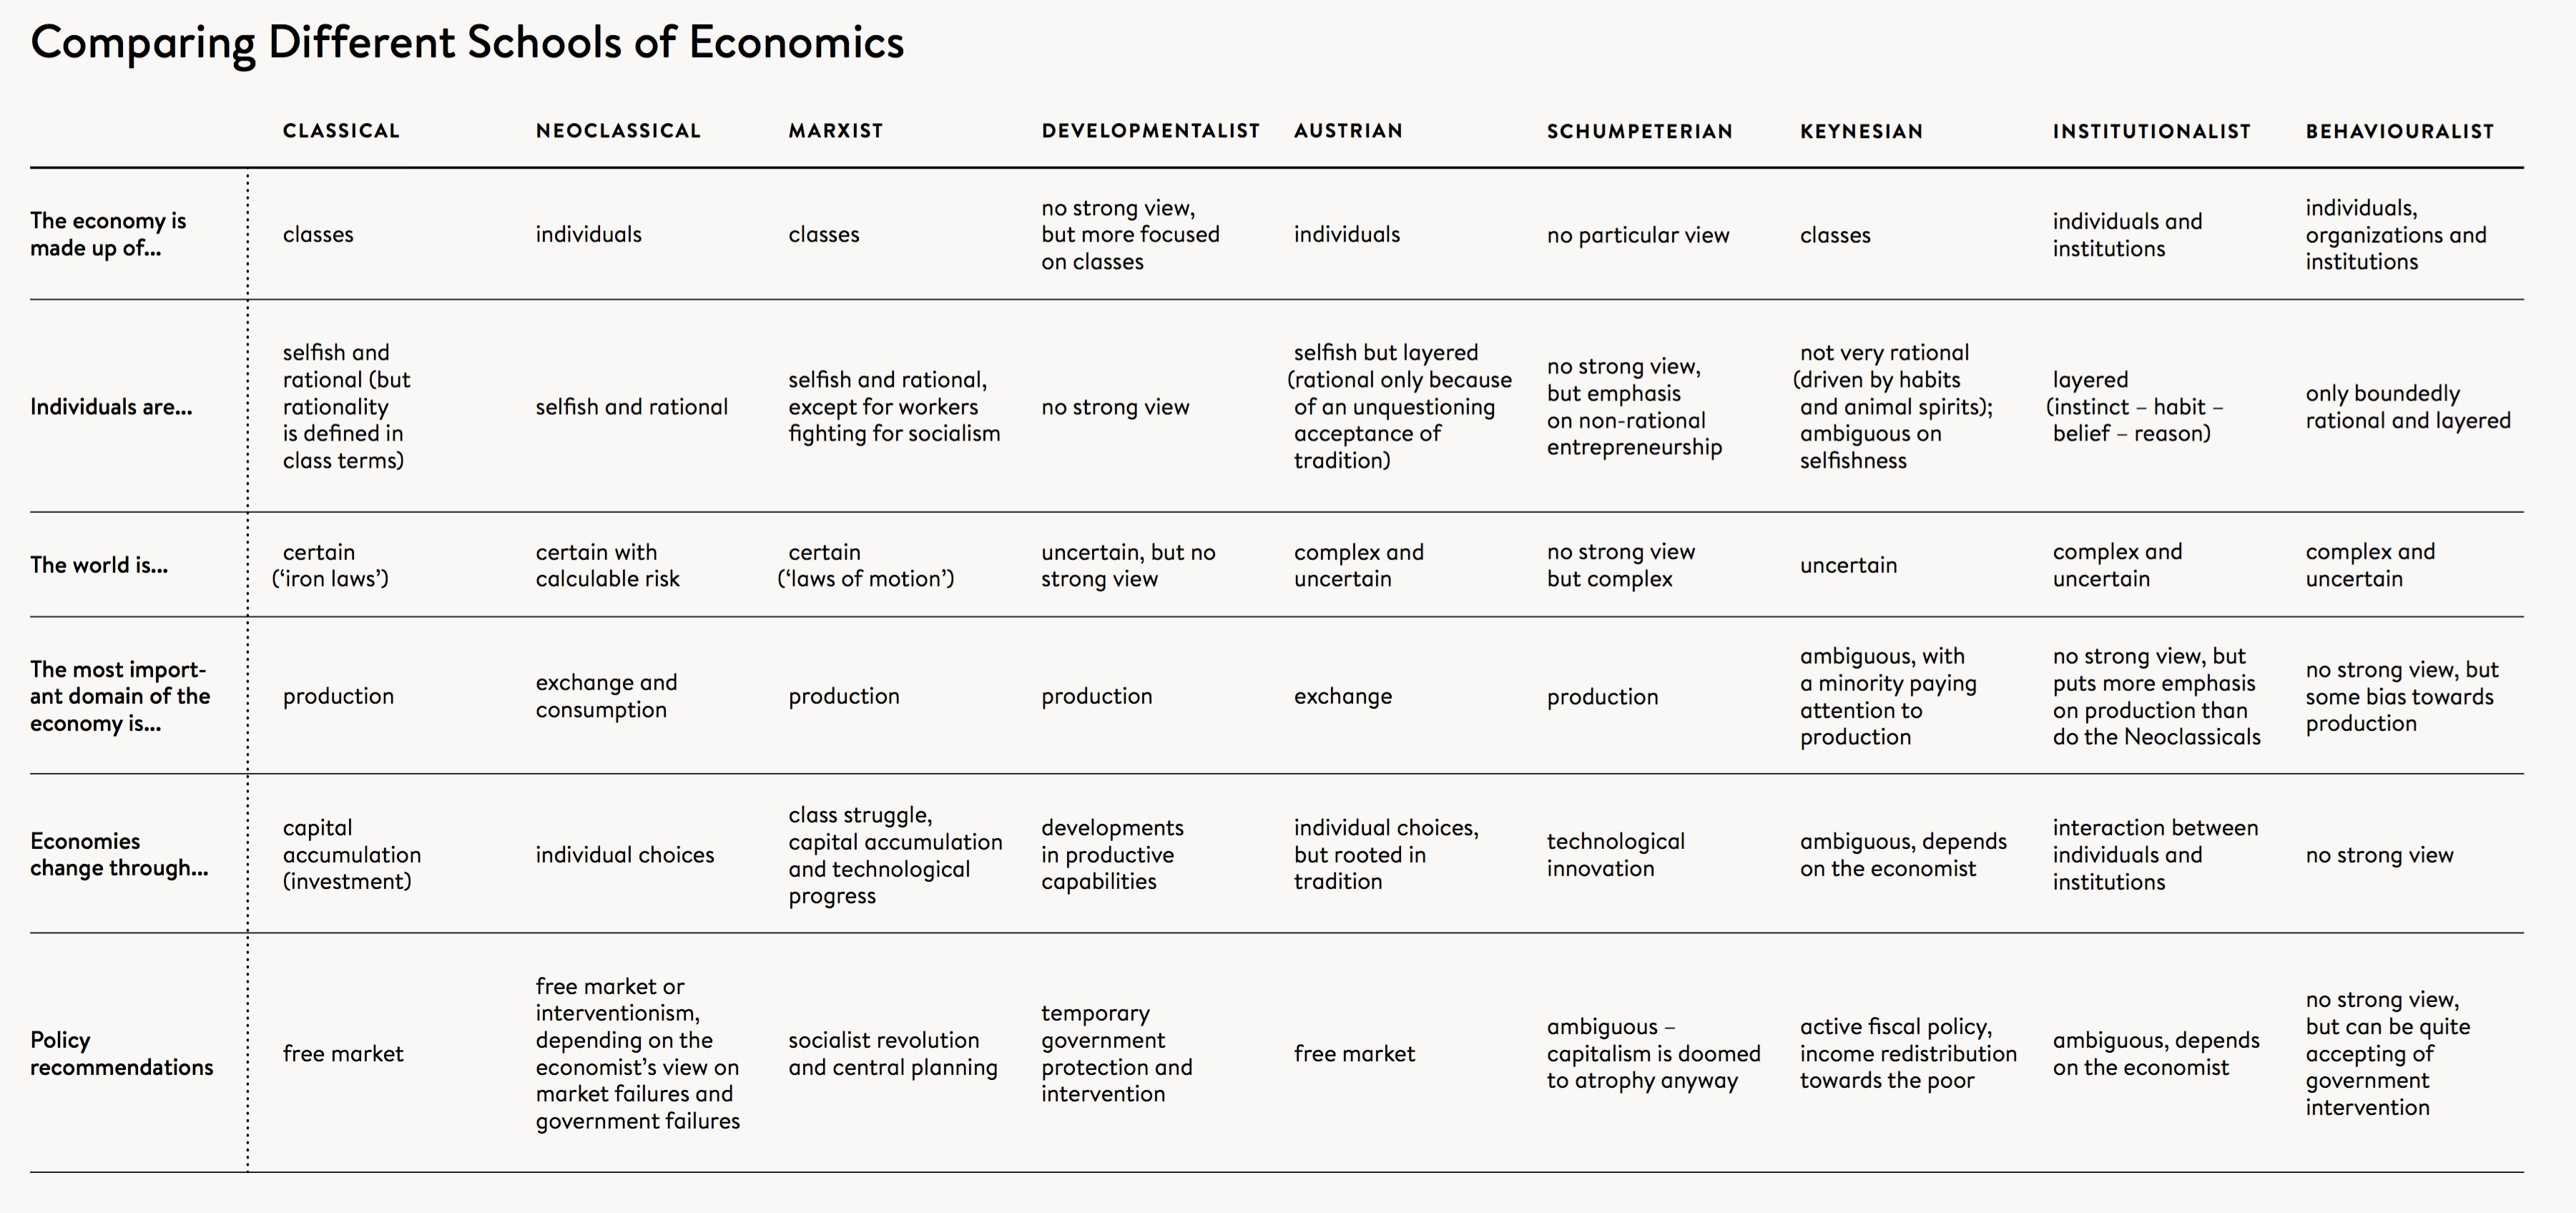 Comparing Different Schools of Economics
CLASSICAL
NEOCLASSICAL
MARXIST
DEVELOPMENTALIST
AUSTRIAN
SCHUMPETERIAN
KEYNESIAN
INSTITUTIONALIST
BEHAVIOURALIST
The economy is
made up of...
classes
individuals
classes
no strong view,
but more focused
on classes
individuals
no particular view
classes
individuals and
institutions
individuals,
organizations and
institutions
Individuals are...
selfish and
rational (but
rationality
is defined in
class terms)
selfish and rational
selfish and rational,
except for workers
fighting for socialism
no strong view
selfish but layered
(rational only because
of an unquestioning
acceptance of
tradition)
no strong view,
but emphasis
on non-rational
entrepreneurship
not very rational
(driven by habits
and animal spirits);
ambiguous on
selfishness
layered
(instinct – habit –
belief – reason)
only boundedly
rational and layered
The world is...
certain
(‘iron laws’)
certain with
calculable risk
certain
(‘laws of motion’)
uncertain, but no
strong view
complex and
uncertain
no strong view
but complex
uncertain
complex and
uncertain
complex and
uncertain
The most import-
ant domain of the
economy is...
production
exchange and
consumption
production
production
exchange
production
ambiguous, with
a minority paying
attention to
production
no strong view, but
puts more emphasis
on production than
do the Neoclassicals
no strong view, but
some bias towards
production
Economies
change through...
capital
accumulation
(investment)
individual choices
class struggle,
capital accumulation
and technological
progress
developments
in productive
capabilities
individual choices,
but rooted in
tradition
technological
innovation
ambiguous, depends
on the economist
interaction between
individuals and
institutions
no strong view
Policy
recommendations
free market
free market or
interventionism,
depending on the
economist’s view on
market failures and
government failures
socialist revolution
and central planning
temporary
government
protection and
intervention
free market
ambiguous –
capitalism is doomed
to atrophy anyway
active fiscal policy,
income redistribution
towards the poor
ambiguous, depends
on the economist
no strong view,
but can be quite
accepting of
government
intervention